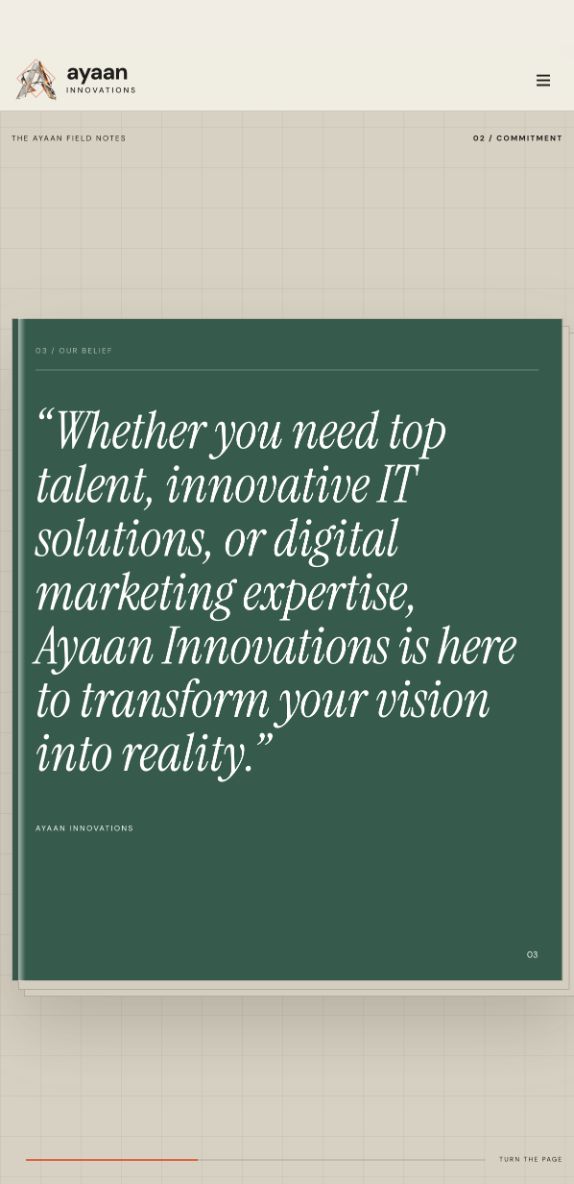 ayaan
INNOVATIONS
THE AYAAN FIELD NOTES
02 / COMMITMENT
03 / OUR BELIEF
“Whether you need top
talent, innovative IT
solutions, or digital
marketing expertise,
Ayaan Innovations is here
to transform your vision
into reality.”
AYAAN INNOVATIONS
03
TURN THE PAGE